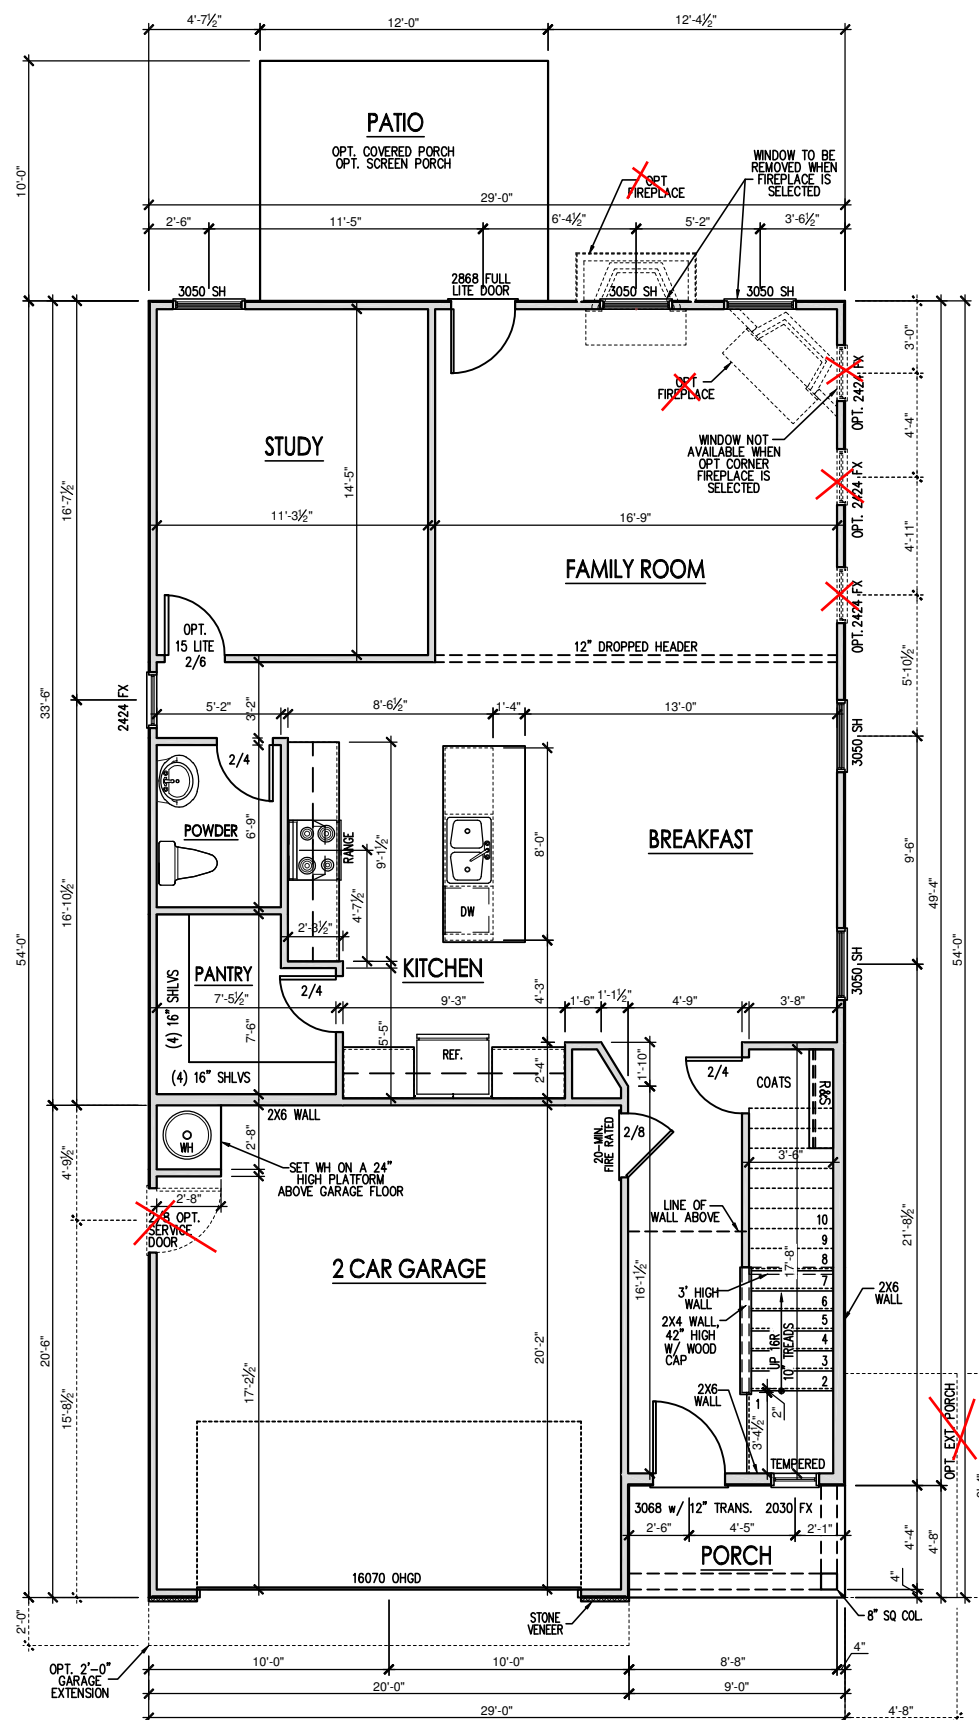 4'-7½"
12'-0"
12'-4½"
PATIO
OPT. COVERED PORCH
OPT. SCREEN PORCH
10'-0"
OPT
FIREPLACE
WINDOW TO BE
REMOVED WHEN
FIREPLACE IS
SELECTED
29'-0"
2'-6"
11'-5"
6'-4½"
5'-2"
3'-6½"
3050 SH
2868 FULL
LITE DOOR
3050 SH
3050 SH
3'-0"
OPT. 2424 FX
OPT
FIREPLACE
4'-4"
STUDY
14'-5"
WINDOW NOT
AVAILABLE WHEN
OPT CORNER
FIREPLACE IS
SELECTED
OPT. 2424 FX
16'-7½"
11'-3½"
16'-9"
4'-11"
FAMILY ROOM
OPT. 2424 FX
OPT.
15 LITE
2/6
12" DROPPED HEADER
5'-10½"
33'-6"
2424 FX
5'-2"
3'-2"
8'-6½"
1'-4"
13'-0"
3050 SH
2/4
POWDER
6'-9"
RANGE
9'-1½"
8'-0"
BREAKFAST
9'-6"
49'-4"
16'-10½"
4'-7½"
DW
2'-3½"
54'-0"
54'-0"
PANTRY
KITCHEN
3050 SH
7'-5½"
2/4
9'-3"
4'-3"
1'-6"
1'-1½"
4'-9"
3'-8"
(4) 16" SHLVS
7'-6"
5'-5"
REF.
2'-4"
1'-10"
2/4
COATS
R&S
(4) 16" SHLVS
2X6 WALL
WH
2'-8"
20-MIN.
FIRE RATED
2/8
4'-9½"
SET WH ON A 24"
HIGH PLATFORM
ABOVE GARAGE FLOOR
3'-6"
2'-8"
2/8 OPT.
SERVICE
DOOR
LINE OF
WALL ABOVE
10
9
8
7
6
5
4
3
2
1
21'-8½"
2 CAR GARAGE
16'-1½"
17'-8"
3' HIGH
WALL
2X6
WALL
2X4 WALL,
42" HIGH
W/ WOOD
CAP
UP 16R
10" TREADS
20'-6"
20'-2"
17'-2½"
15'-8½"
2X6
WALL
2"
3'-4½"
OPT. EXT. PORCH
TEMPERED
3068 w/ 12" TRANS.
2030 FX
2'-6"
4'-5"
2'-1"
4'-4"
4'-8"
PORCH
4"
16070 OHGD
STONE
VENEER
8" SQ COL.
2'-0"
OPT. 2'-0"
GARAGE
EXTENSION
10'-0"
10'-0"
8'-8"
4"
20'-0"
9'-0"
29'-0"
4'-8"